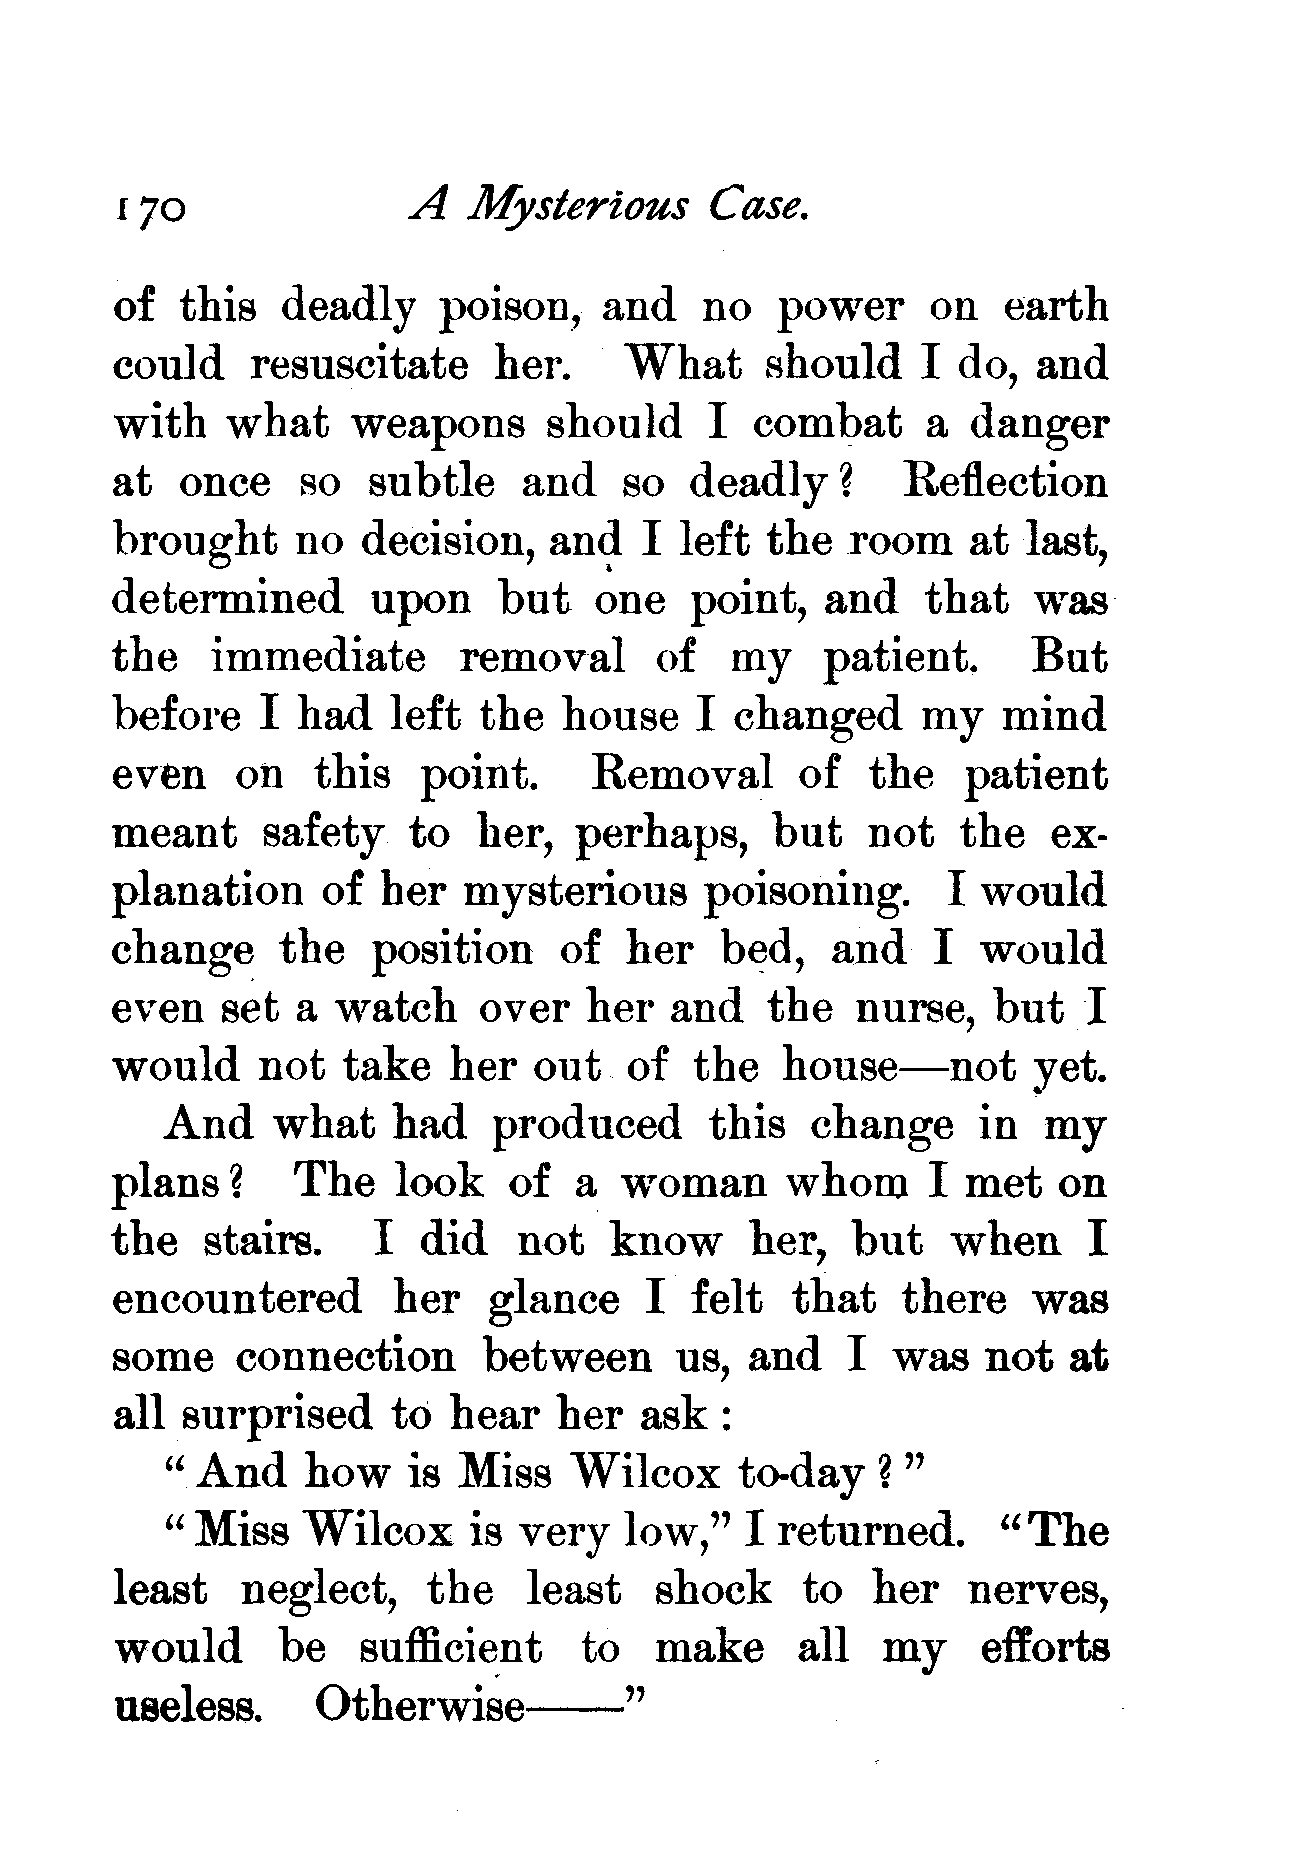 170 A Mysterious Case.
of this deadly poison, and no power on earth
could resuscitate her. What should I do, and
with what weapons should I combat a danger
at once so subtle and so deadly? Reflection
brought no decision, and I left the room at last,
determined upon but one point, and that was
the immediate removal of my patient. But
before I had left the house I changed my mind
even on this point. Removal of the patient
meant safety to her, perhaps, but not the ex-
planation of her mysterious poisoning. I would
change the position of her bed, and I would
even set a watch over her and the nurse, but I
would not take her out of the house—not yet.
And what had produced this change in my
plans? The look of a woman whom I met on
the stairs. I did not know her, but when I
encountered her glance I felt that there was
some connection between us, and I was not at
all surprised to hear her ask:
"And how is Miss Wilcox to-day?"
"Miss Wilcox is very low," I returned. "The
least neglect, the least shock to her nerves,
would be sufficient to make all my efforts
useless. Otherwise——"